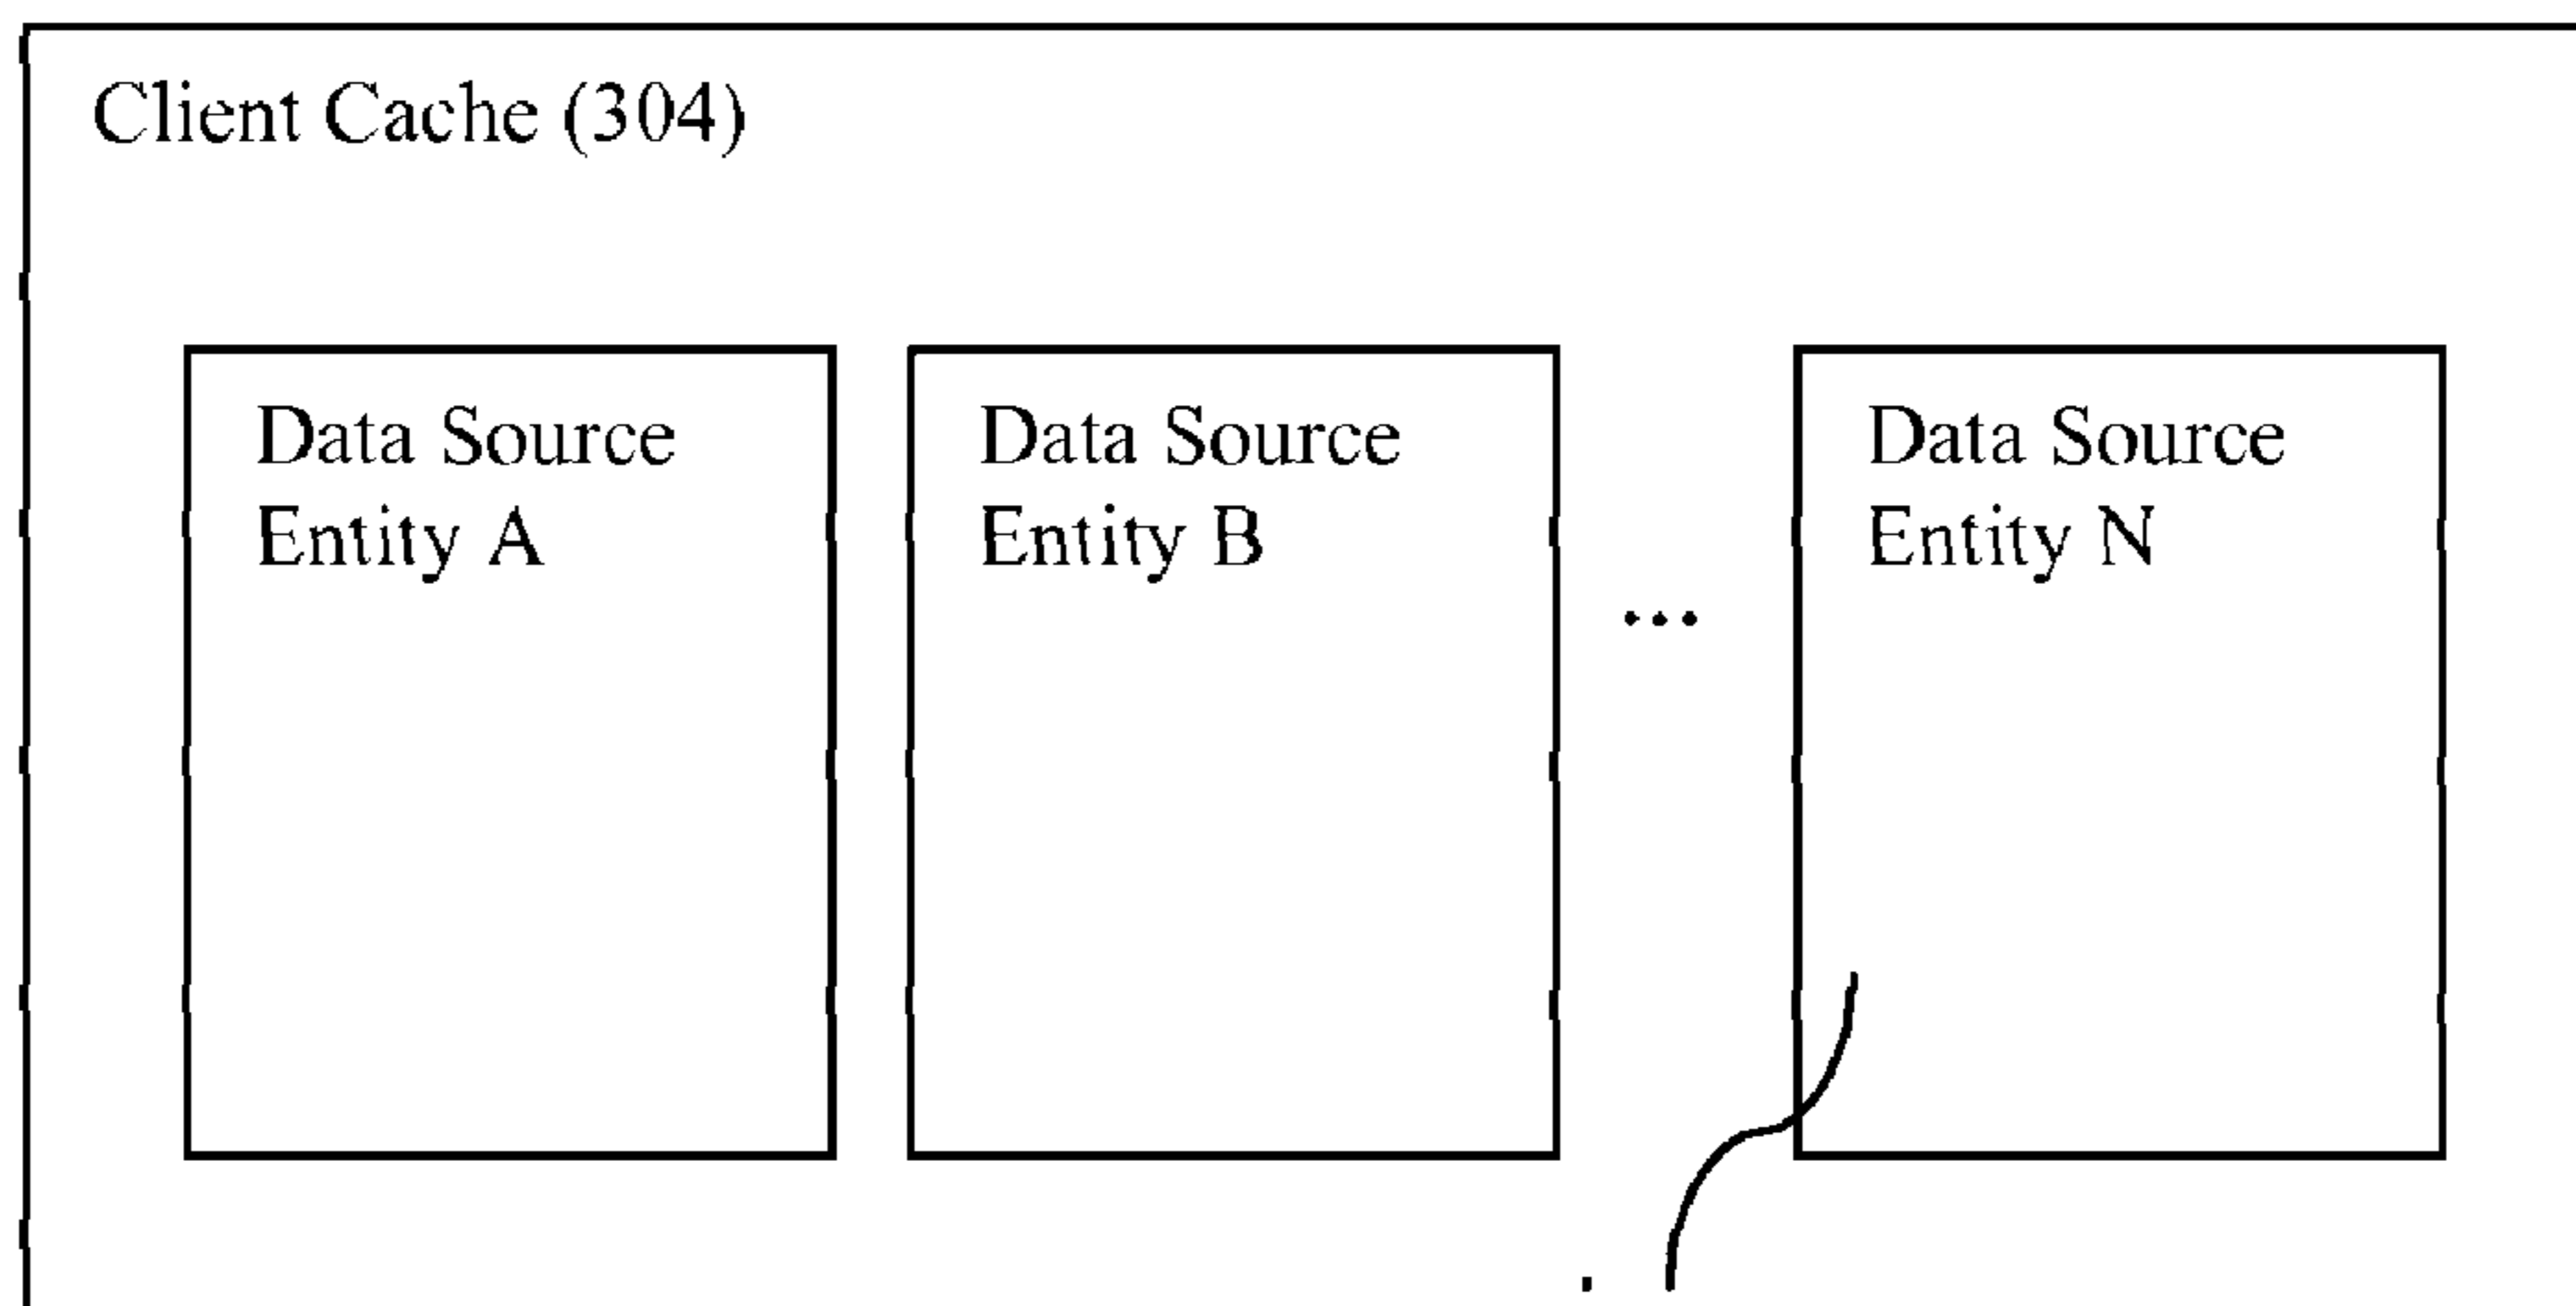 Client Cache (304)
Data Source
Entity A
Data Source
Entity B
...
Data Source
Entity N